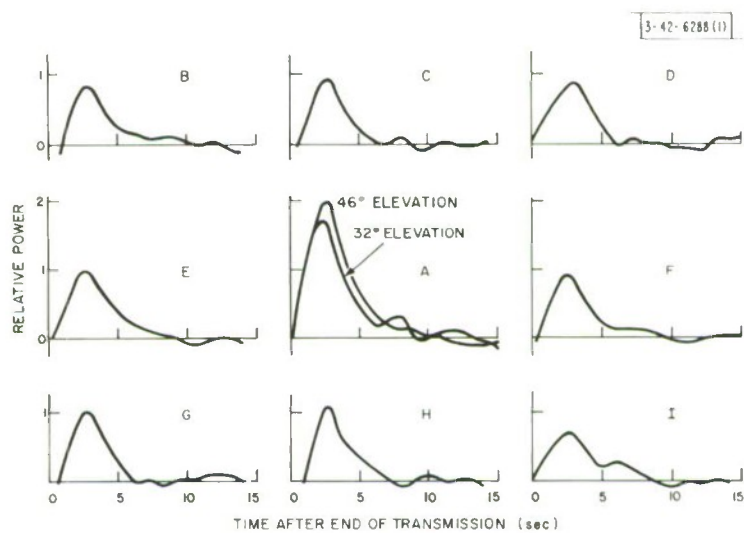 3-42-6288(1)
B
C
D
1
0
E
A
F
2
1
0
46° ELEVATION
32° ELEVATION
RELATIVE POWER
G
H
I
1
0 5 10 15
0 5 10 15
0 5 10 15
TIME AFTER END OF TRANSMISSION (sec)